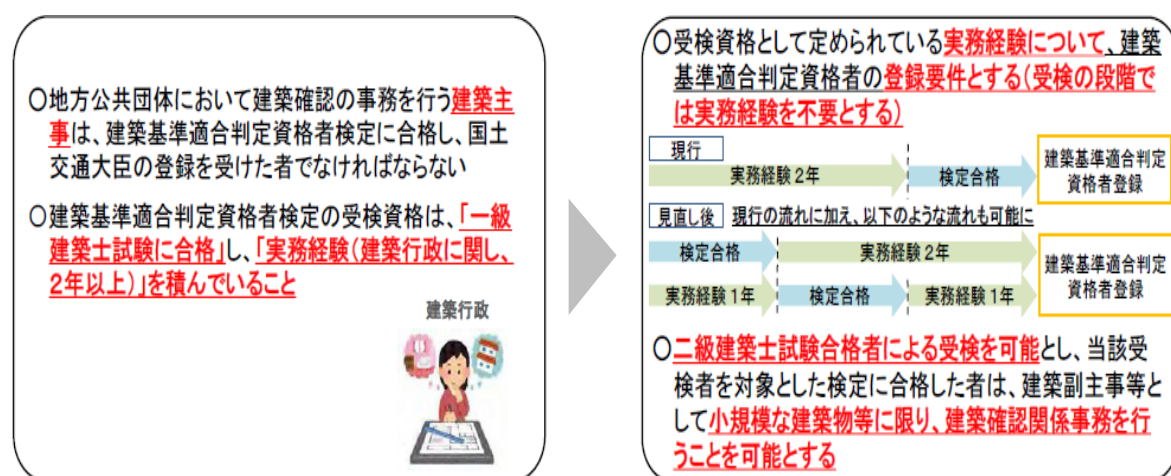 〇地方公共団体において建築確認の事務を行う建築主
事は、建築基準適合判定資格者検定に合格し、国土
交通大臣の登録を受けた者でなければならない
〇建築基準適合判定資格者検定の受検資格は、「一級
建築士試験に合格」し、「実務経験(建築行政に関し、
2年以上)」を積んでいること
建築行政
〇受検資格として定められている実務経験について、建築
基準適合判定資格者の登録要件とする(受検の段階で
は実務経験を不要とする)
現行
実務経験2年
検定合格
建築基準適合判定
資格者登録
見直し後 現行の流れに加え、以下のような流れも可能に
検定合格
実務経験2年
実務経験1年
検定合格
実務経験1年
建築基準適合判定
資格者登録
〇二級建築士試験合格者による受検を可能とし、当該受
検者を対象とした検定に合格した者は、建築副主事等と
して小規模な建築物等に限り、建築確認関係事務を行
うことを可能とする